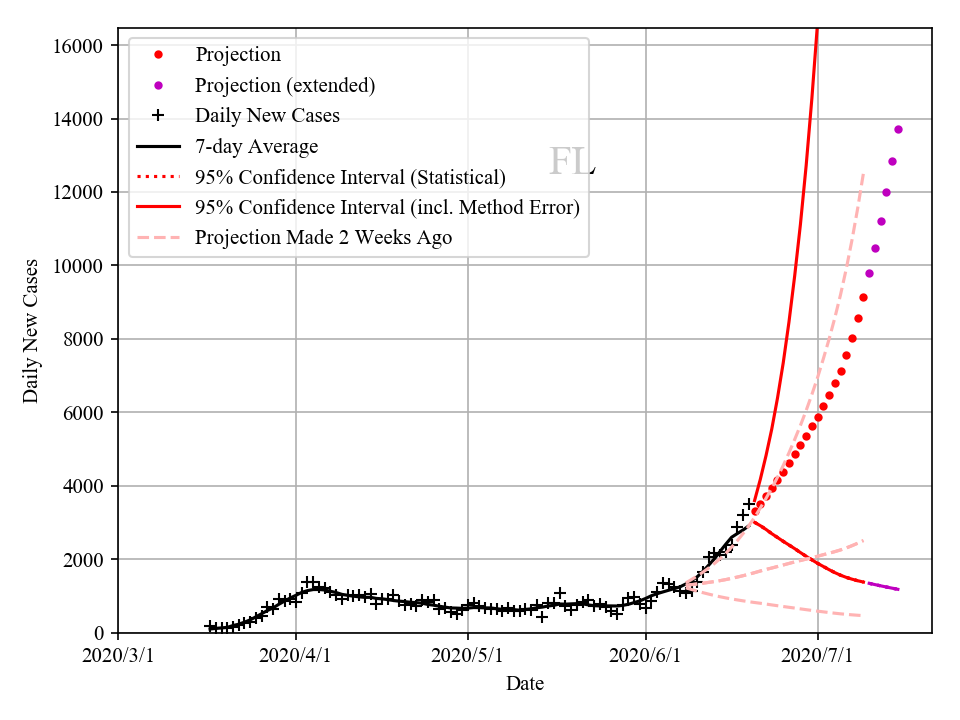 16000
14000
12000
10000
8000
6000
4000
2000
0
Daily New Cases
Projection
Projection (extended)
Daily New Cases
7-day Average
95% Confidence Interval (Statistical)
95% Confidence Interval (incl. Method Error)
Projection Made 2 Weeks Ago
FL
2020/3/1 2020/4/1 2020/5/1 2020/6/1 2020/7/1
Date